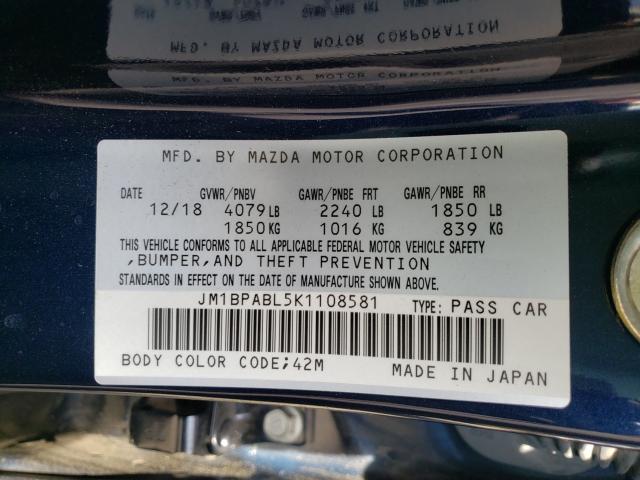 MFD. BY MAZDA MOTOR CORPORATION
MFD. BY MAZDA MOTOR CORPORATION
DATE GVWR/PNBV GAWR/PNBE FRT GAWR/PNBE RR
12/18 4079LB 2240 LB 1850 LB
1850KG 1016 KG 839 KG
THIS VEHICLE CONFORMS TO ALL APPLICABLE FEDERAL MOTOR VEHICLE SAFETY
,BUMPER,AND THEFT PREVENTION
STANDARDS IN EFFECT ON THE DATE OF MANUFACTURE SHOWN ABOVE.
JM1BPABL5K1108581 TYPE: PASS CAR
BODY COLOR CODE;42M MADE IN JAPAN